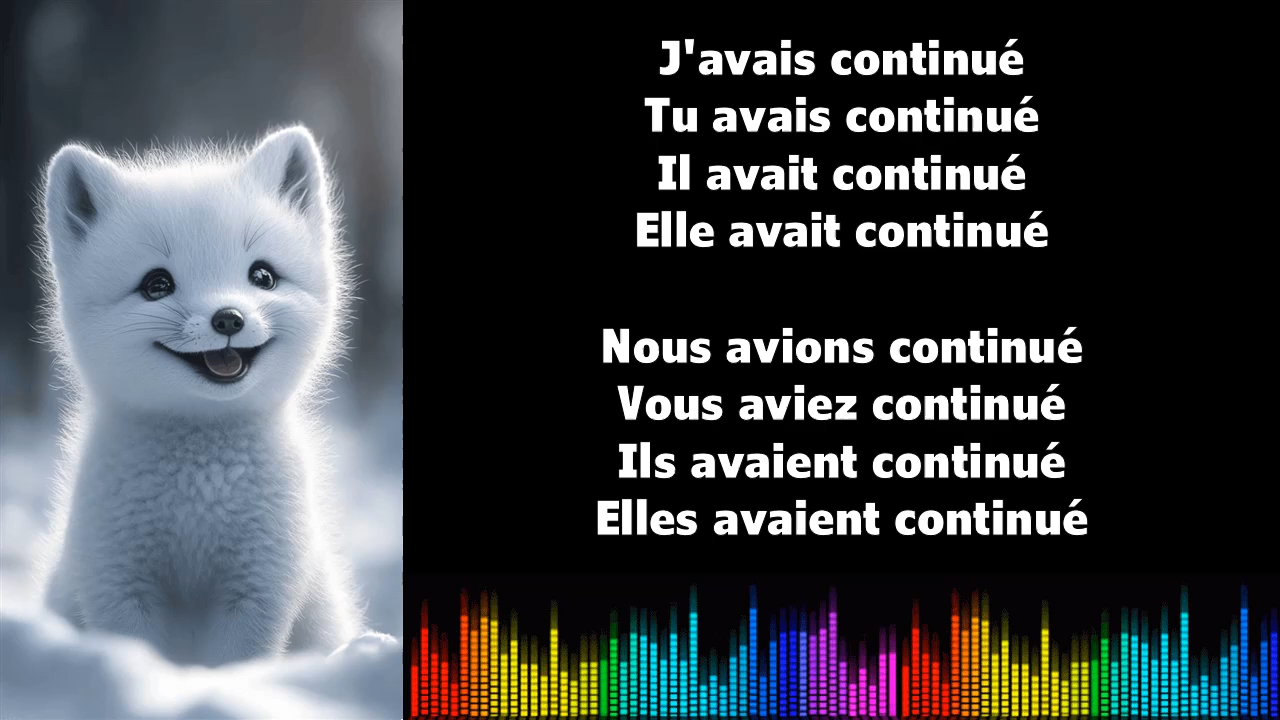 J'avais continué
Tu avais continué
Il avait continué
Elle avait continué
Nous avions continué
Vous aviez continué
Ils avaient continué
Elles avaient continué